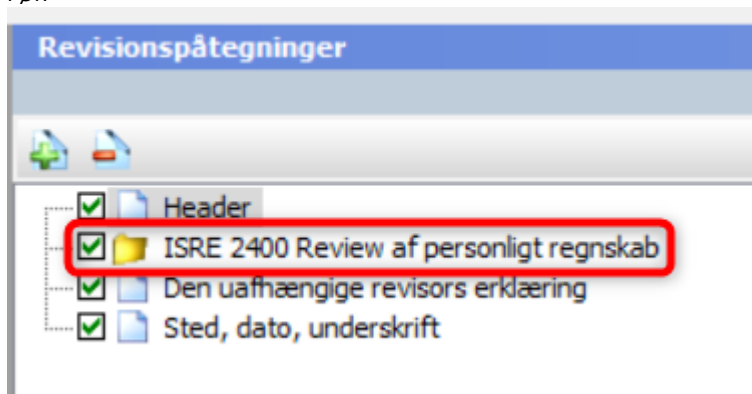 Revisionspåtegninger
Header
ISRE 2400 Review af personligt regnskab
Den uafhængige revisors erklæring
Sted, dato, underskrift